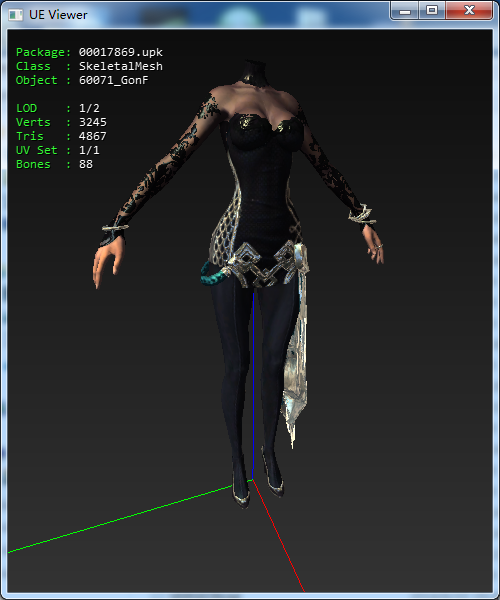 UE Viewer
Package: 00017869.upk
Class  : SkeletalMesh
Object : 60071_GonF
LOD    : 1/2
Verts  : 3245
Tris   : 4867
UV Set : 1/1
Bones  : 88